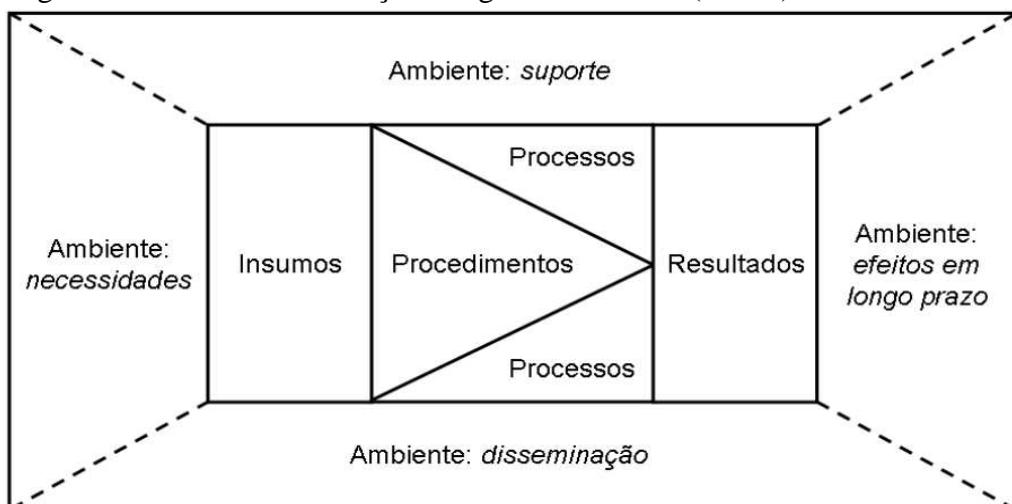 Ambiente: suporte
Processos
Ambiente:
necessidades
Insumos
Procedimentos
Resultados
Ambiente:
efeitos em
longo prazo
Processos
Ambiente: disseminação